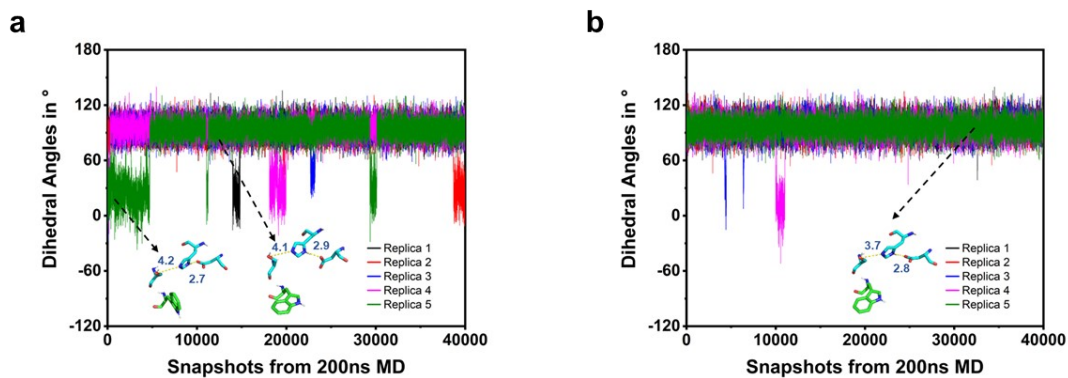 a
180
120
60
0
-60
-120
Dihedral Angles in °
4.2
2.7
4.1
2.9
Replica 1
Replica 2
Replica 3
Replica 4
Replica 5
0 10000 20000 30000 40000
Snapshots from 200ns MD
b
180
120
60
0
-60
-120
Dihedral Angles in °
3.7
2.8
Replica 1
Replica 2
Replica 3
Replica 4
Replica 5
0 10000 20000 30000 40000
Snapshots from 200ns MD